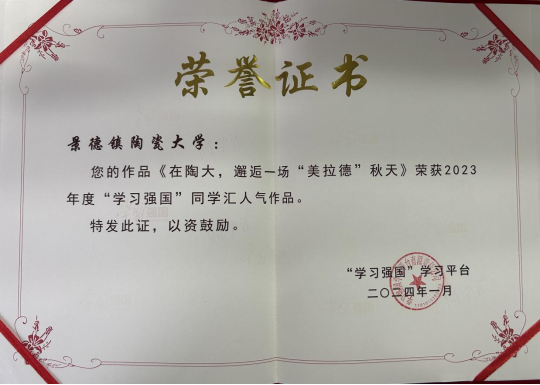 荣誉证书
景德镇陶瓷大学：
您的作品《在陶大，邂逅一场“美拉德”秋天》荣获2023
年度“学习强国”同学汇人气作品。
特发此证，以资鼓励。
“学习强国”学习平台
二〇二四年一月